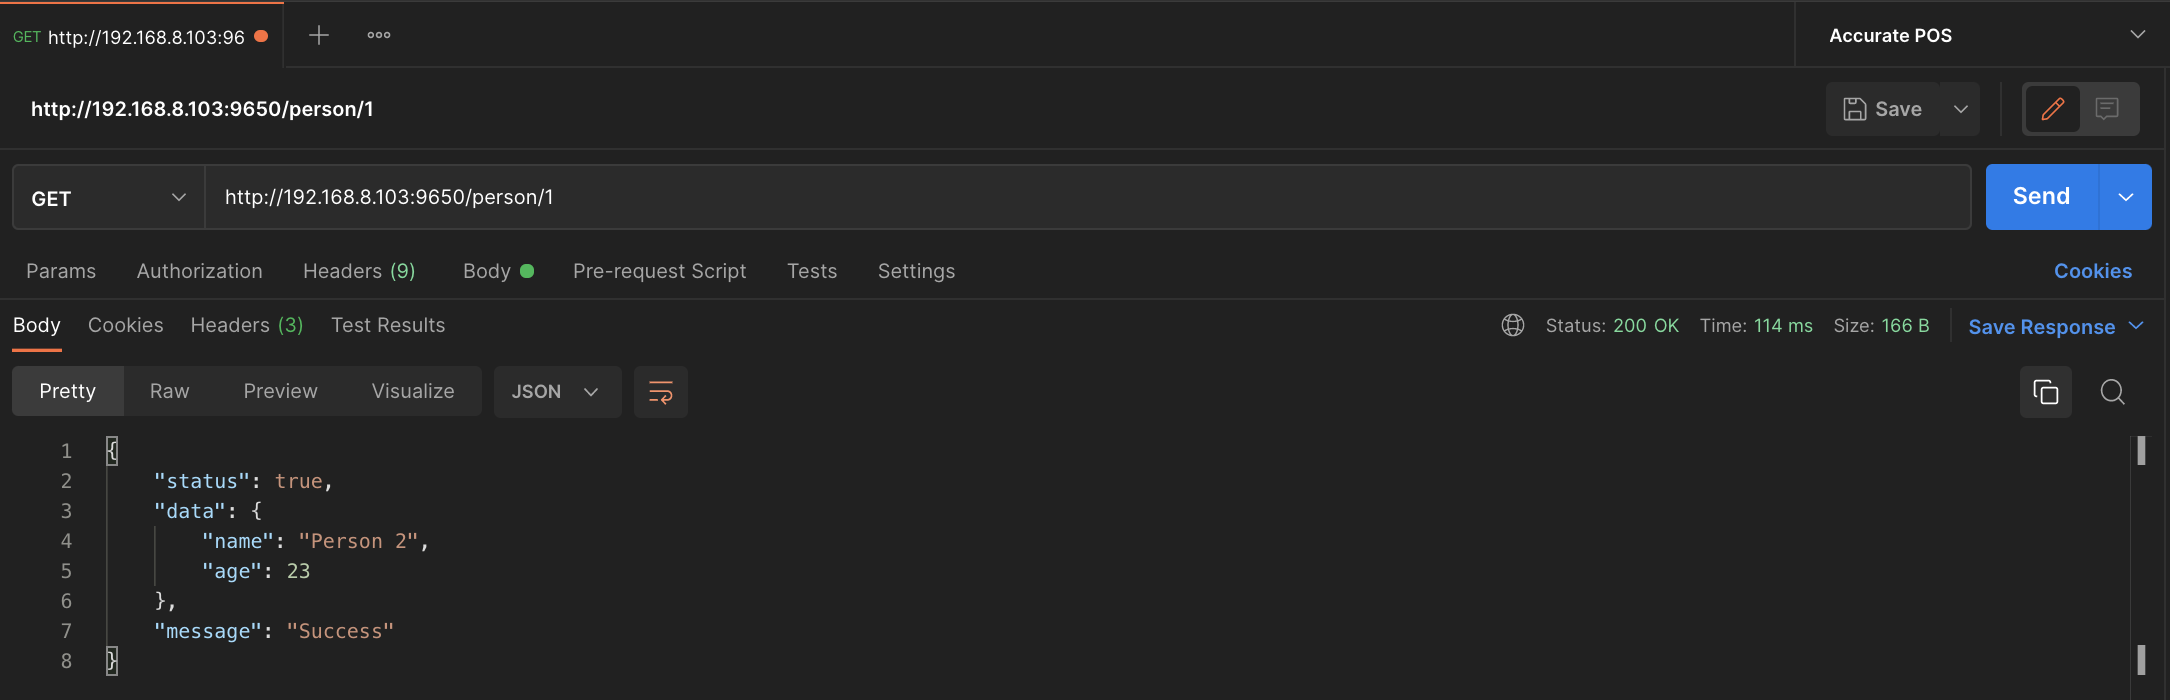 GET http://192.168.8.103:96
Accurate POS
http://192.168.8.103:9650/person/1
Save
GET http://192.168.8.103:9650/person/1 Send
Params Authorization Headers (9) Body Pre-request Script Tests Settings Cookies
Body Cookies Headers (3) Test Results Status: 200 OK Time: 114 ms Size: 166 B Save Response
Pretty Raw Preview Visualize JSON
1 {
2 "status": true,
3 "data": {
4 "name": "Person 2",
5 "age": 23
6 },
7 "message": "Success"
8 }